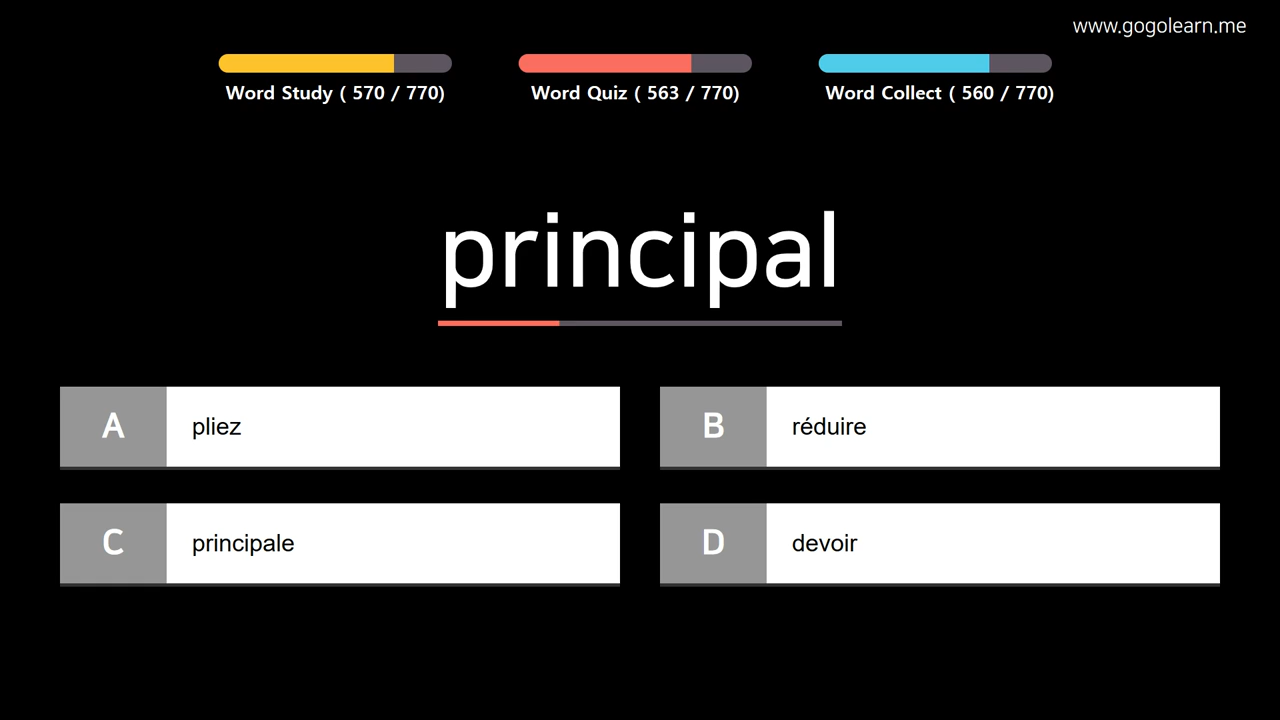 www.gogolearn.me
Word Study ( 570 / 770)
Word Quiz ( 563 / 770)
Word Collect ( 560 / 770)
principal
A pliez
B réduire
C principale
D devoir